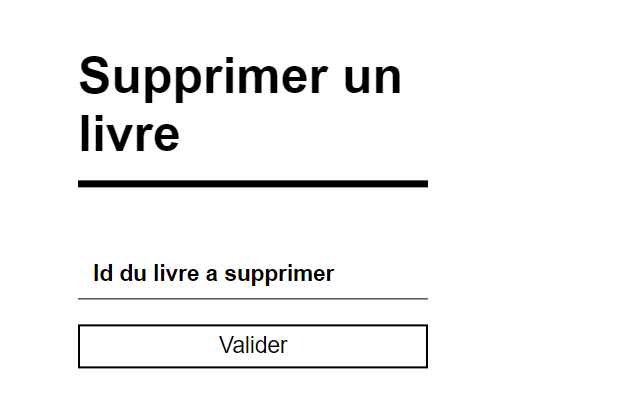 Supprimer un
livre
Id du livre a supprimer
Valider